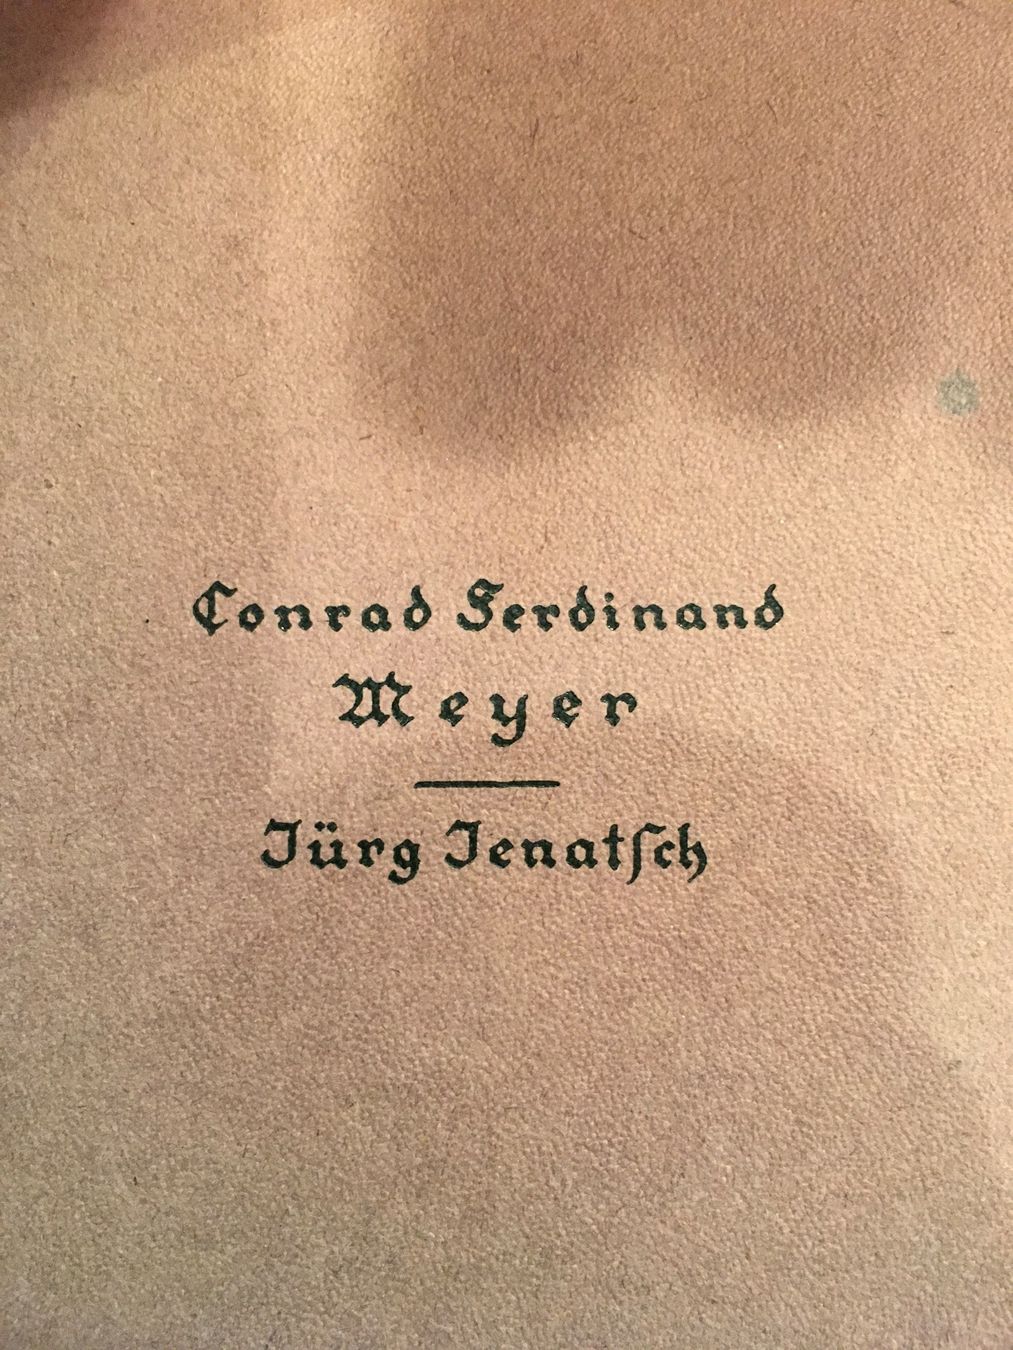 Conrad Ferdinand
Meyer
Jürg Jenatſch